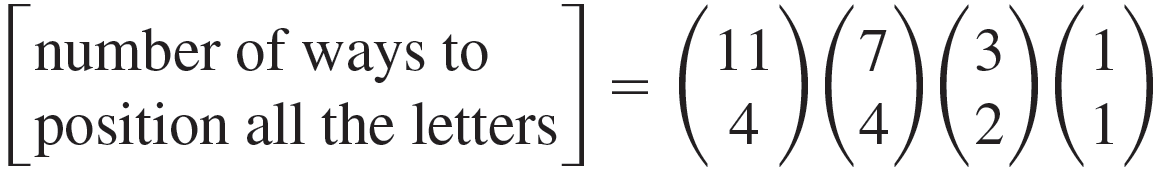 [number of ways to
position all the letters] = (11 4) (7 4) (3 2) (1 1)